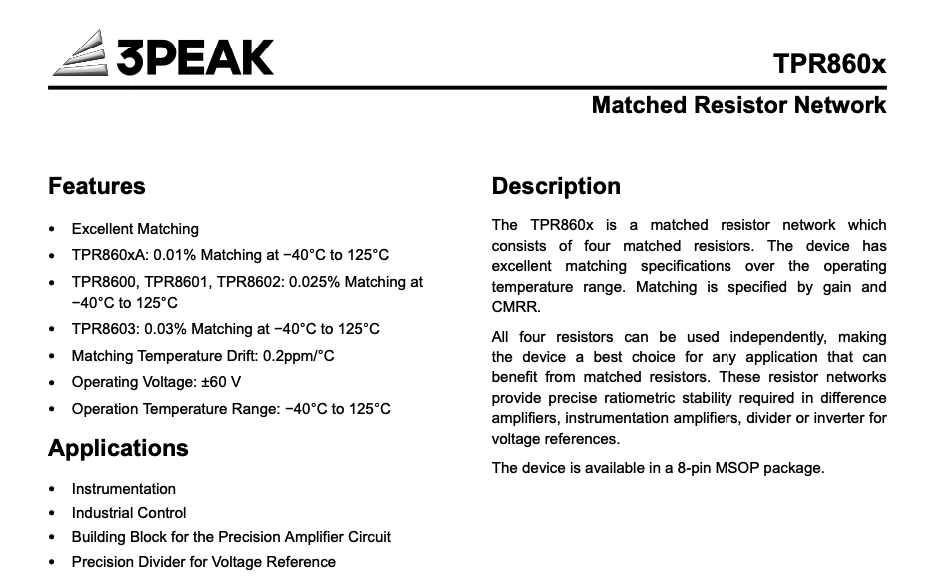 3PEAK
TPR860x
Matched Resistor Network
Features
• Excellent Matching
• TPR860xA: 0.01% Matching at −40°C to 125°C
• TPR8600, TPR8601, TPR8602: 0.025% Matching at
−40°C to 125°C
• TPR8603: 0.03% Matching at −40°C to 125°C
• Matching Temperature Drift: 0.2ppm/°C
• Operating Voltage: ±60 V
• Operation Temperature Range: −40°C to 125°C
Applications
• Instrumentation
• Industrial Control
• Building Block for the Precision Amplifier Circuit
• Precision Divider for Voltage Reference
Description
The TPR860x is a matched resistor network which
consists of four matched resistors. The device has
excellent matching specifications over the operating
temperature range. Matching is specified by gain and
CMRR.
All four resistors can be used independently, making
the device a best choice for any application that can
benefit from matched resistors. These resistor networks
provide precise ratiometric stability required in difference
amplifiers, instrumentation amplifiers, divider or inverter for
voltage references.
The device is available in a 8-pin MSOP package.